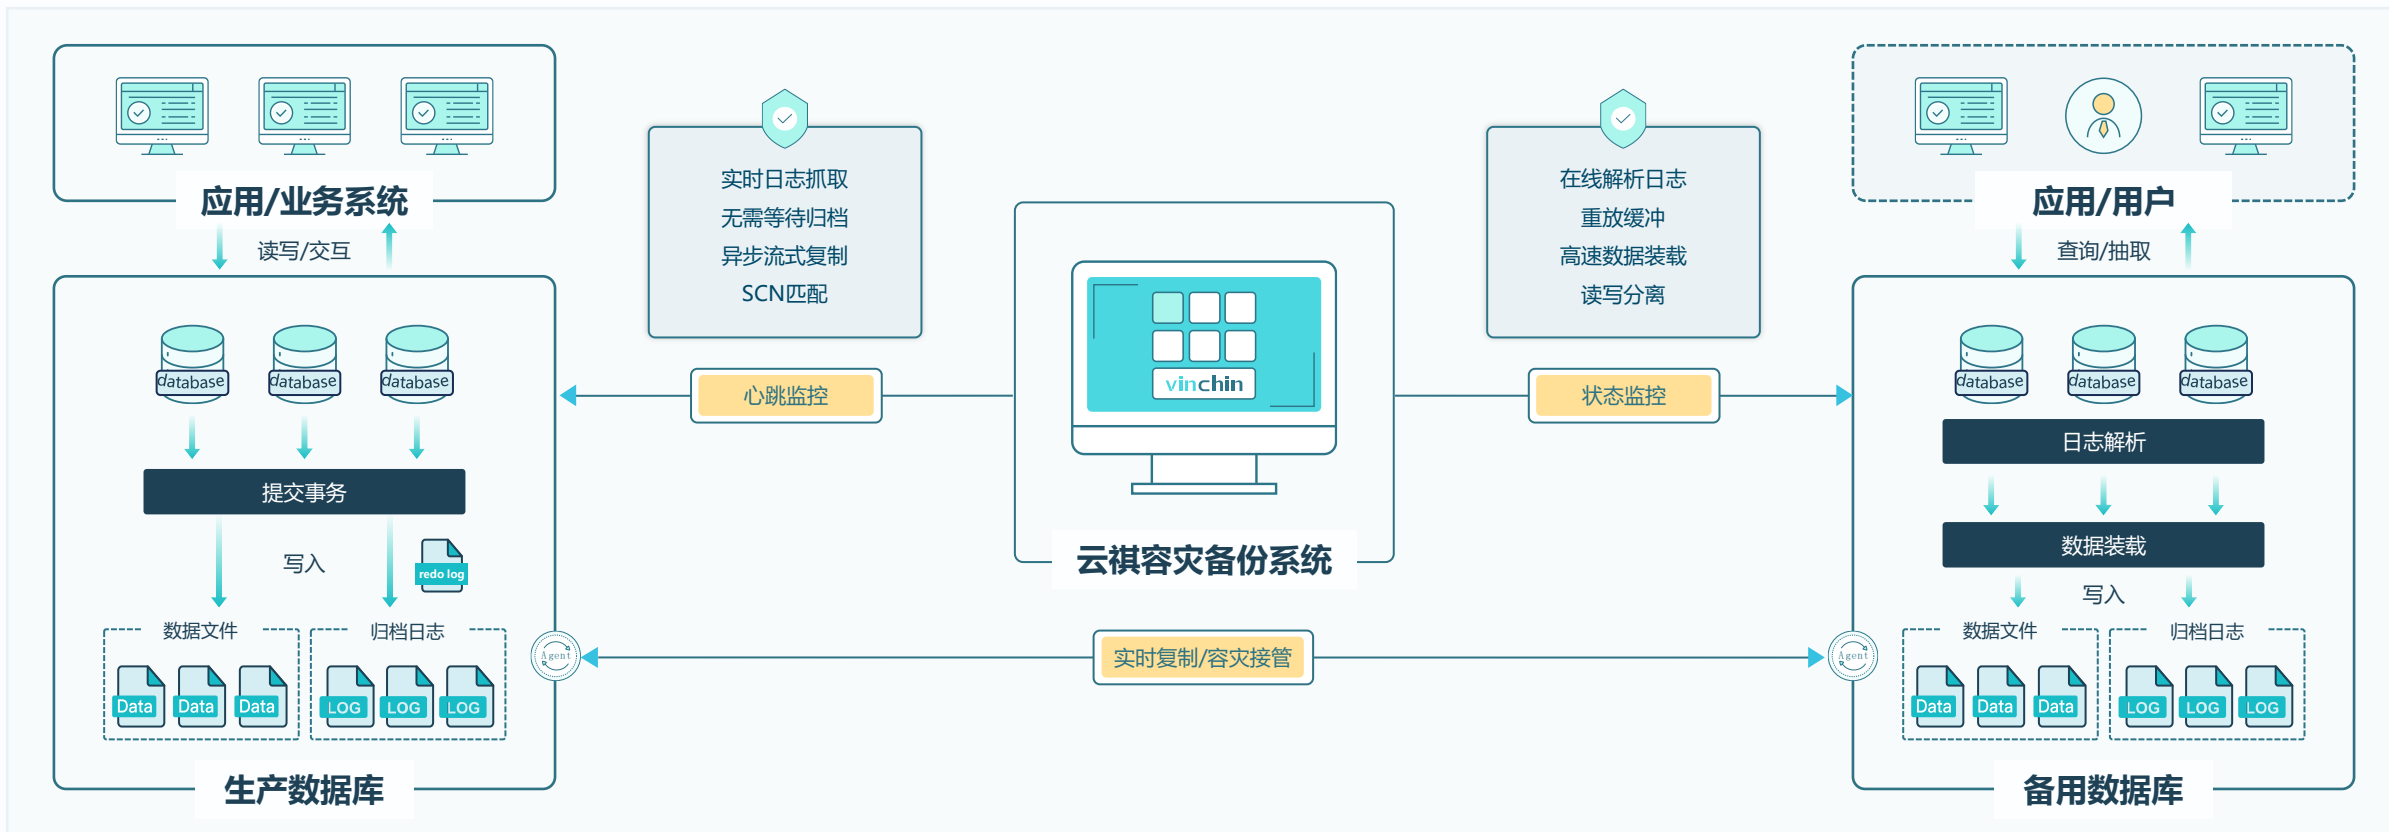 应用/业务系统
读写/交互
database
database
database
提交事务
写入
redo log
数据文件
归档日志
Data
Data
Data
LOG
LOG
LOG
Agent
生产数据库
实时日志抓取
无需等待归档
异步流式复制
SCN匹配
心跳监控
vinchin
云祺容灾备份系统
实时复制/容灾接管
在线解析日志
重放缓冲
高速数据装载
读写分离
状态监控
应用/用户
查询/抽取
database
database
database
日志解析
数据装载
写入
数据文件
归档日志
Data
Data
Data
LOG
LOG
LOG
Agent
备用数据库